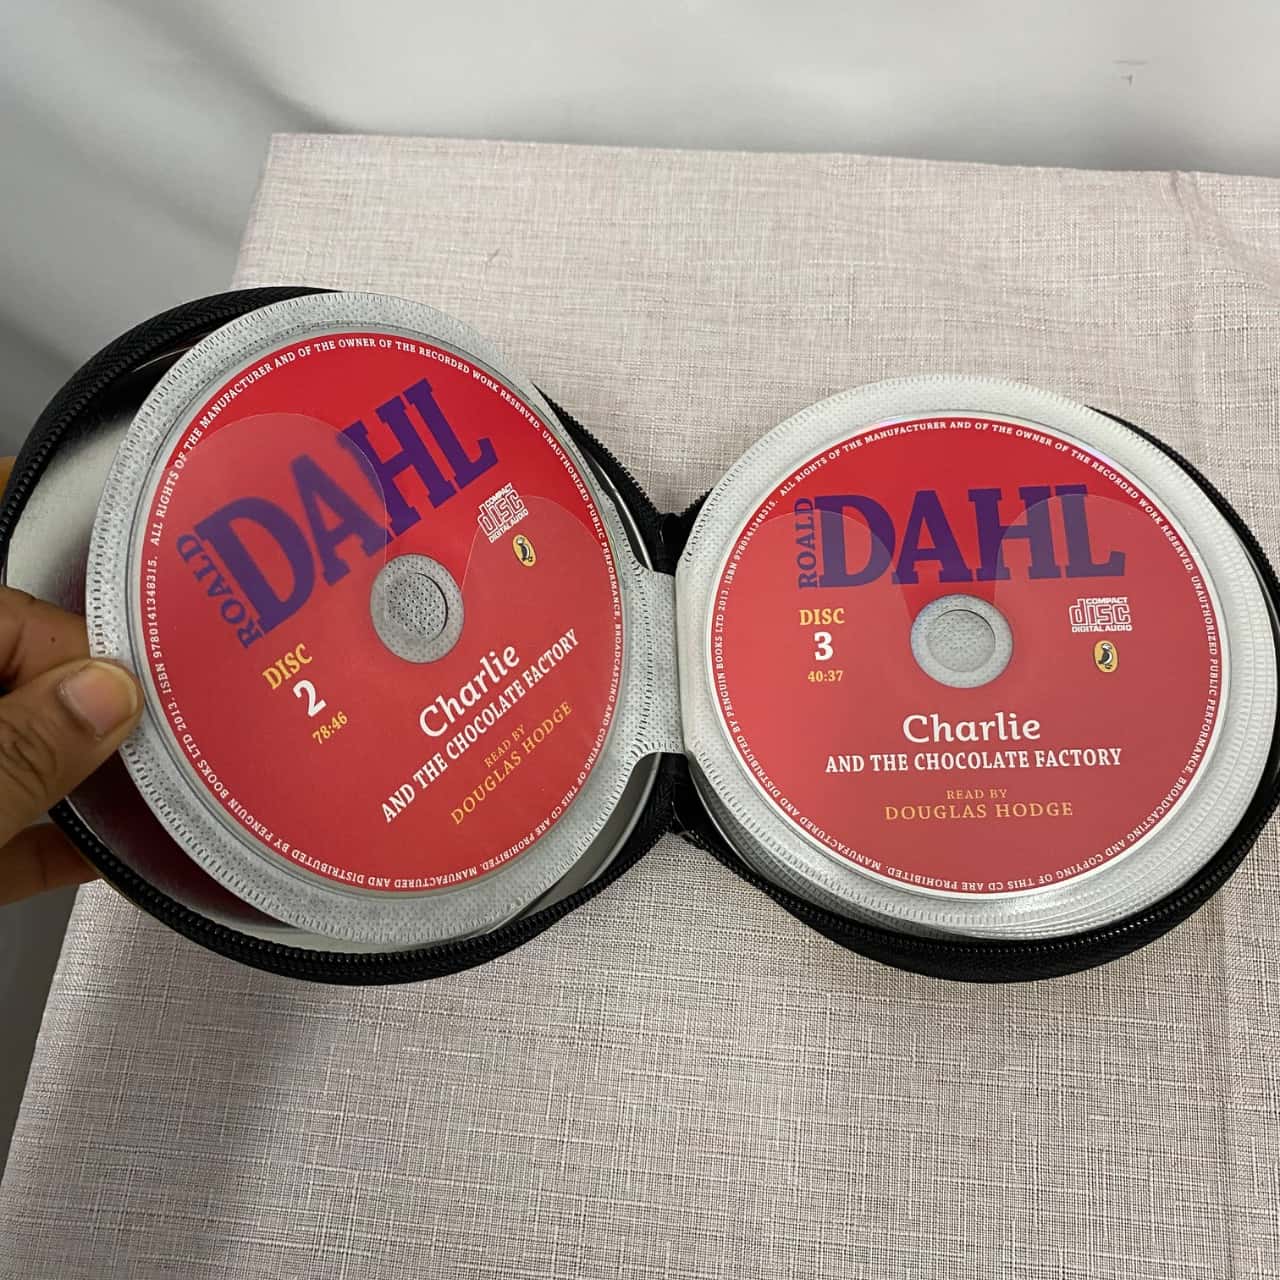 ROALD
DAHL
DISC
2
78:46
COMPACT
disc
DIGITAL AUDIO
Charlie
AND THE CHOCOLATE FACTORY
READ BY
DOUGLAS HODGE
ALL RIGHTS OF THE MANUFACTURER AND OF THE OWNER OF THE RECORDED WORK RESERVED. UNAUTHORIZED PUBLIC PERFORMANCE, BROADCASTING AND COPYING OF THIS CD ARE PROHIBITED. MANUFACTURED AND DISTRIBUTED BY PENGUIN BOOKS LTD 2013. ISBN 9780141348315.
ROALD
DAHL
DISC
3
40:37
COMPACT
disc
DIGITAL AUDIO
Charlie
AND THE CHOCOLATE FACTORY
READ BY
DOUGLAS HODGE
ALL RIGHTS OF THE MANUFACTURER AND OF THE OWNER OF THE RECORDED WORK RESERVED. UNAUTHORIZED PUBLIC PERFORMANCE, BROADCASTING AND COPYING OF THIS CD ARE PROHIBITED. MANUFACTURED AND DISTRIBUTED BY PENGUIN BOOKS LTD 2013. ISBN 9780141348315.